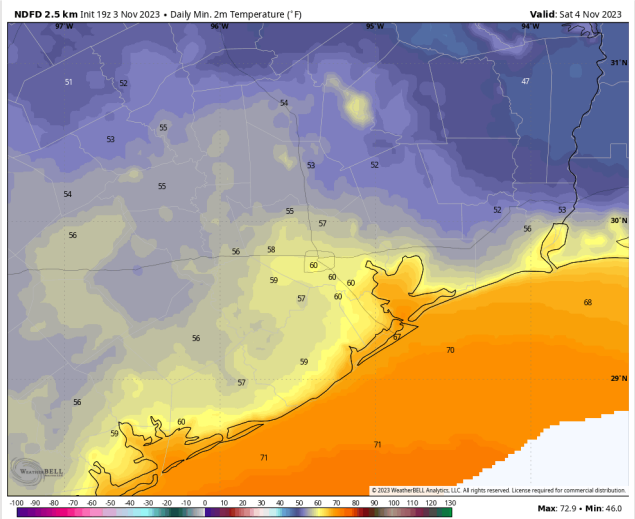 NDFD 2.5 km Init 19z 3 Nov 2023 • Daily Min. 2m Temperature (°F)
Valid: Sat 4 Nov 2023
97°W 96°W 95°W 94°W
31°N
51 52 47
54
55
53
53 52
55
54
55 52 53
57
56 56
56 58
60
59 60 60
57 60
68
67
56 70
59
29°N
57
56
60
59
71
71
30°N
WEATHERBELL
© 2023 WeatherBELL Analytics, LLC. All rights reserved. License required for commercial distribution.
-100 -90 -80 -70 -60 -50 -40 -30 -20 -10 0 10 20 30 40 50 60 70 80 90 100 110 120 130
Max: 72.9 • Min: 46.0